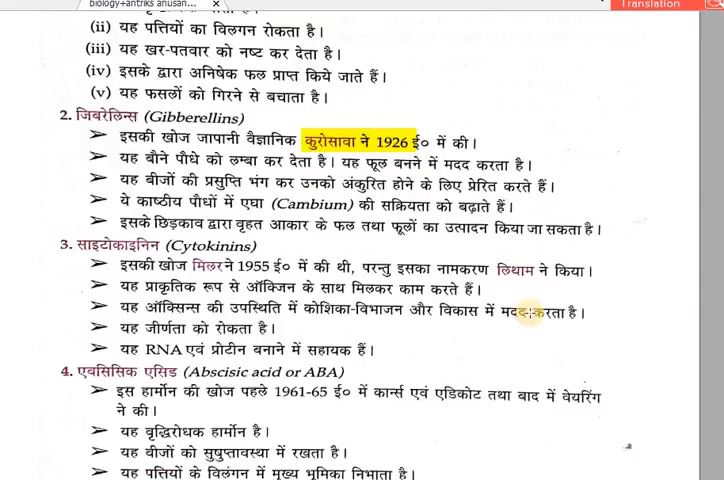 biology+antriks anusan...
Translation
(ii) यह पत्तियों का विलगन रोकता है।
(iii) यह खर-पतवार को नष्ट कर देता है।
(iv) इसके द्वारा अनिषेक फल प्राप्त किये जाते हैं।
(v) यह फसलों को गिरने से बचाता है।
2. जिबरेलिन्स (Gibberellins)
➢ इसकी खोज जापानी वैज्ञानिक कुरोसावा ने 1926 ई० में की।
➢ यह बौने पौधे को लम्बा कर देता है। यह फूल बनने में मदद करता है।
➢ यह बीजों की प्रसुप्ति भंग कर उनको अंकुरित होने के लिए प्रेरित करते हैं।
➢ ये काष्ठीय पौधों में एघा (Cambium) की सक्रियता को बढ़ाते हैं।
➢ इसके छिड़काव द्वारा वृहत आकार के फल तथा फूलों का उत्पादन किया जा सकता है।
3. साइटोकाइनिन (Cytokinins)
➢ इसकी खोज मिलर ने 1955 ई० में की थी, परन्तु इसका नामकरण लिथाम ने किया।
➢ यह प्राकृतिक रूप से ऑक्जिन के साथ मिलकर काम करते हैं।
➢ यह ऑक्सिन्स की उपस्थिति में कोशिका-विभाजन और विकास में मदद करता है।
➢ यह जीर्णता को रोकता है।
➢ यह RNA एवं प्रोटीन बनाने में सहायक हैं।
4. एबसिसिक एसिड (Abscisic acid or ABA)
➢ इस हार्मोन की खोज पहले 1961-65 ई० में कार्न्स एवं एडिकोट तथा बाद में वेयरिंग
ने की।
➢ यह वृद्धिरोधक हार्मोन है।
➢ यह बीजों को सुषुप्तावस्था में रखता है।
➢ यह पत्तियों के विलंगन में मुख्य भूमिका निभाता है।